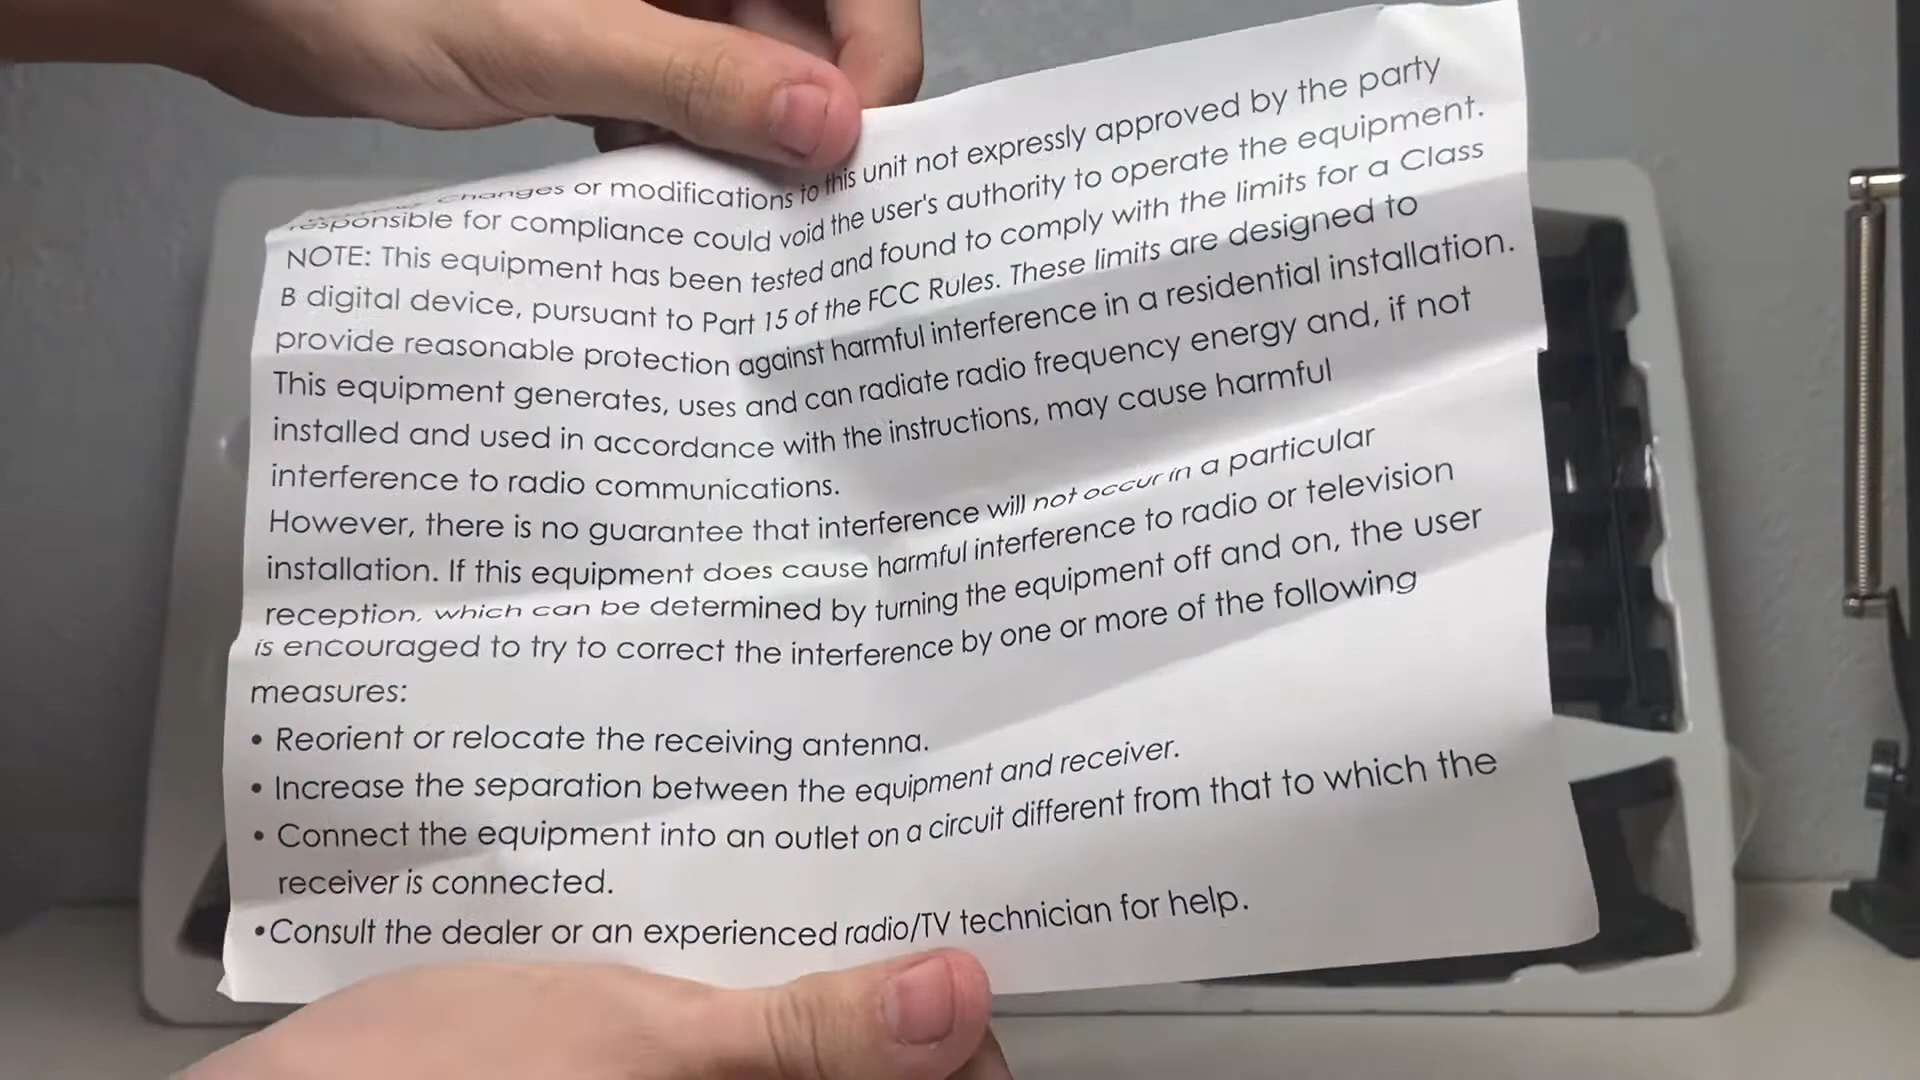 changes or modifications to this unit not expressly approved by the party
responsible for compliance could void the user's authority to operate the equipment.
NOTE: This equipment has been tested and found to comply with the limits for a Class
B digital device, pursuant to Part 15 of the FCC Rules. These limits are designed to
provide reasonable protection against harmful interference in a residential installation.
This equipment generates, uses and can radiate radio frequency energy and, if not
installed and used in accordance with the instructions, may cause harmful
interference to radio communications.
However, there is no guarantee that interference will not occur in a particular
installation. If this equipment does cause harmful interference to radio or television
reception, which can be determined by turning the equipment off and on, the user
is encouraged to try to correct the interference by one or more of the following
measures:
• Reorient or relocate the receiving antenna.
• Increase the separation between the equipment and receiver.
• Connect the equipment into an outlet on a circuit different from that to which the
receiver is connected.
•Consult the dealer or an experienced radio/TV technician for help.